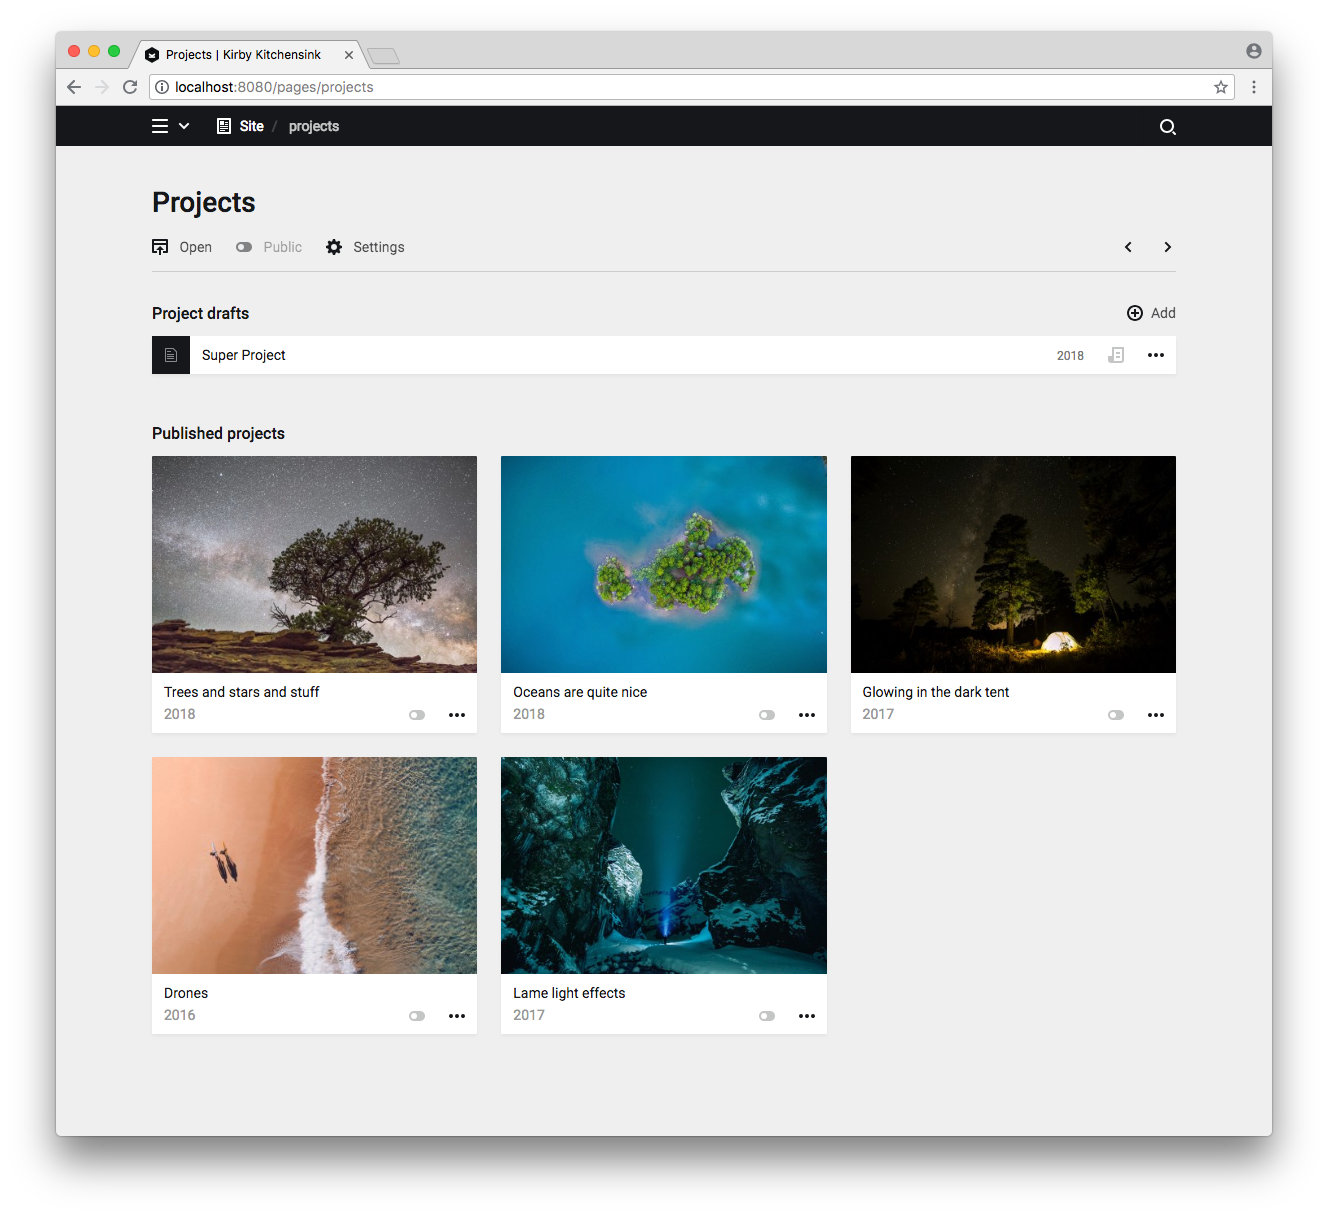 Projects | Kirby Kitchensink
localhost:8080/pages/projects
Site / projects
Projects
Open Public Settings
Project drafts Add
Super Project 2018
Published projects
Trees and stars and stuff
2018
Oceans are quite nice
2018
Glowing in the dark tent
2017
Drones
2016
Lame light effects
2017